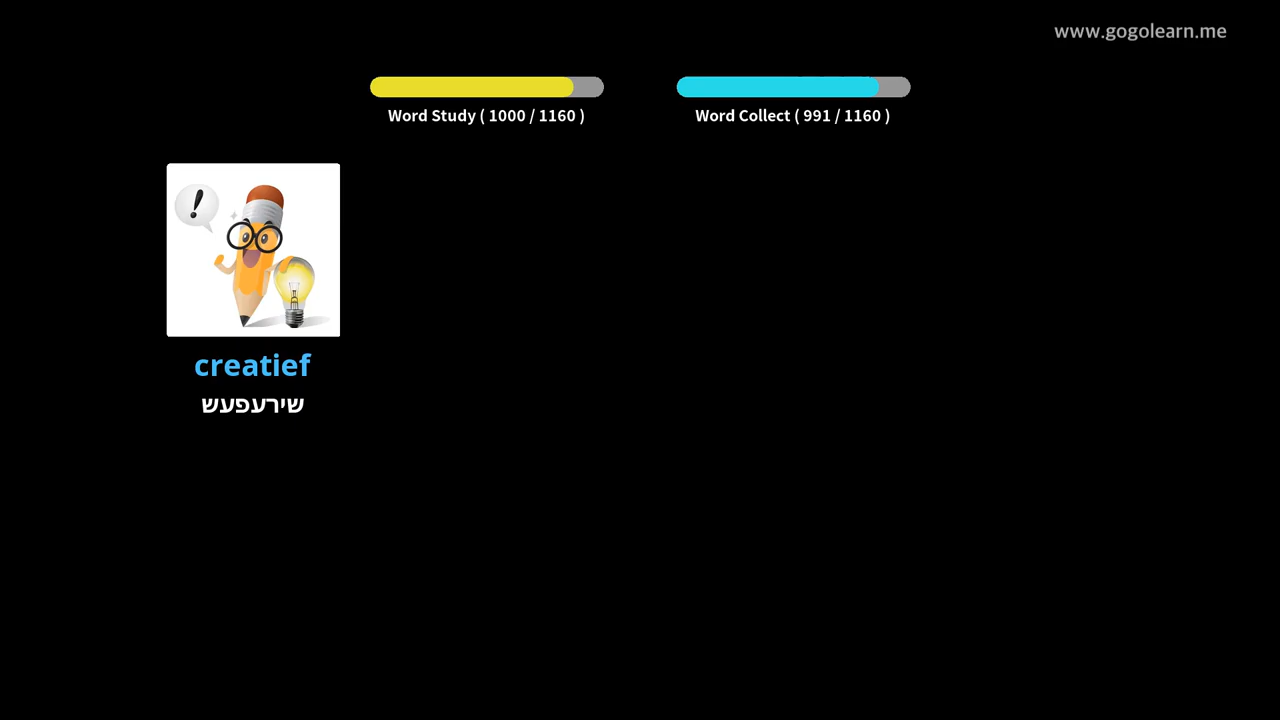 www.gogolearn.me
Word Study ( 1000 / 1160 )
Word Collect ( 991 / 1160 )
!
creatief
שירעפעש